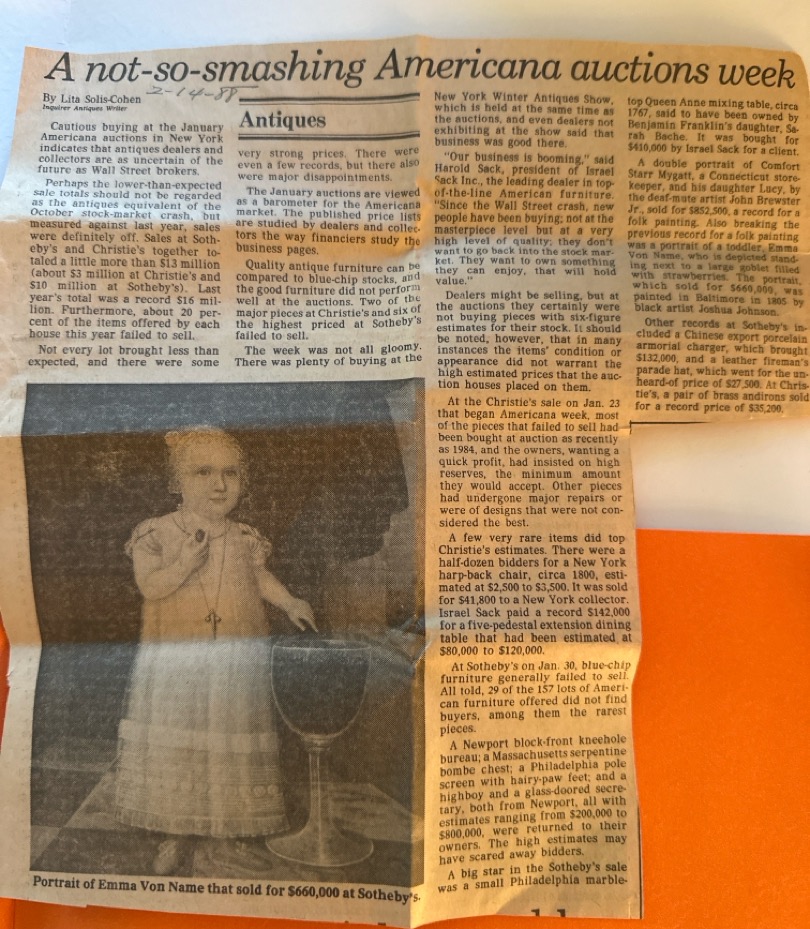 A not-so-smashing Americana auctions week
By Lita Solis-Cohen
Inquirer Antiques Writer
2-14-88
Cautious buying at the January
Americana auctions in New York
indicates that antiques dealers and
collectors are as uncertain of the
future as Wall Street brokers.
Perhaps the lower-than-expected
sale totals should not be regarded
as the antiques equivalent of the
October stock-market crash, but
measured against last year, sales
were definitely off. Sales at Soth-
eby's and Christie's together to-
taled a little more than $13 million
(about $3 million at Christie's and
$10 million at Sotheby's). Last
year's total was a record $16 mil-
lion. Furthermore, about 20 per-
cent of the items offered by each
house this year failed to sell.
Not every lot brought less than
expected, and there were some
Antiques
very strong prices. There were
even a few records, but there also
were major disappointments.
The January auctions are viewed
as a barometer for the Americana
market. The published price lists
are studied by dealers and collec-
tors the way financiers study the
business pages.
Quality antique furniture can be
compared to blue-chip stocks, and
the good furniture did not perform
well at the auctions. Two of the
major pieces at Christie's and six of
the highest priced at Sotheby's
failed to sell.
The week was not all gloomy.
There was plenty of buying at the
New York Winter Antiques Show,
which is held at the same time as
the auctions, and even dealers not
exhibiting at the show said that
business was good there.
"Our business is booming," said
Harold Sack, president of Israel
Sack Inc., the leading dealer in top-
of-the-line American furniture.
"Since the Wall Street crash, new
people have been buying; not at the
masterpiece level but at a very
high level of quality; they don't
want to go back into the stock mar-
ket. They want to own something
they can enjoy, that will hold
value."
Dealers might be selling, but at
the auctions they certainly were
not buying pieces with six-figure
estimates for their stock. It should
be noted, however, that in many
instances the items' condition or
appearance did not warrant the
high estimated prices that the auc-
tion houses placed on them.
At the Christie's sale on Jan. 23
that began Americana week, most
of the pieces that failed to sell had
been bought at auction as recently
as 1984, and the owners, wanting a
quick profit, had insisted on high
reserves, the minimum amount
they would accept. Other pieces
had undergone major repairs or
were of designs that were not con-
sidered the best.
A few very rare items did top
Christie's estimates. There were a
half-dozen bidders for a New York
harp-back chair, circa 1800, esti-
mated at $2,500 to $3,500. It was sold
for $41,800 to a New York collector.
Israel Sack paid a record $142,000
for a five-pedestal extension dining
table that had been estimated at
$80,000 to $120,000.
At Sotheby's on Jan. 30, blue-chip
furniture generally failed to sell.
All told, 29 of the 157 lots of Ameri-
can furniture offered did not find
buyers, among them the rarest
pieces.
A Newport block-front kneehole
bureau; a Massachusetts serpentine
bombe chest; a Philadelphia pole
screen with hairy-paw feet; and a
highboy and a glass-doored secre-
tary, both from Newport, all with
estimates ranging from $200,000 to
$800,000, were returned to their
owners. The high estimates may
have scared away bidders.
A big star in the Sotheby's sale
was a small Philadelphia marble-
top Queen Anne mixing table, circa
1767, said to have been owned by
Benjamin Franklin's daughter, Sa-
rah Bache. It was bought for
$410,000 by Israel Sack for a client.
A double portrait of Comfort
Starr Mygatt, a Connecticut store-
keeper, and his daughter Lucy, by
the deaf-mute artist John Brewster
Jr., sold for $852,500, a record for a
folk painting. Also breaking the
previous record for a folk painting
was a portrait of a toddler, Emma
Von Name, who is depicted stand-
ing next to a large goblet filled
with strawberries. The portrait,
which sold for $660,000, was
painted in Baltimore in 1805 by
black artist Joshua Johnson.
Other records at Sotheby's in-
cluded a Chinese export porcelain
armorial charger, which brought
$132,000, and a leather fireman's
parade hat, which went for the un-
heard-of price of $27,500. At Chris-
tie's, a pair of brass andirons sold
for a record price of $35,200.
Portrait of Emma Von Name that sold for $660,000 at Sotheby's.